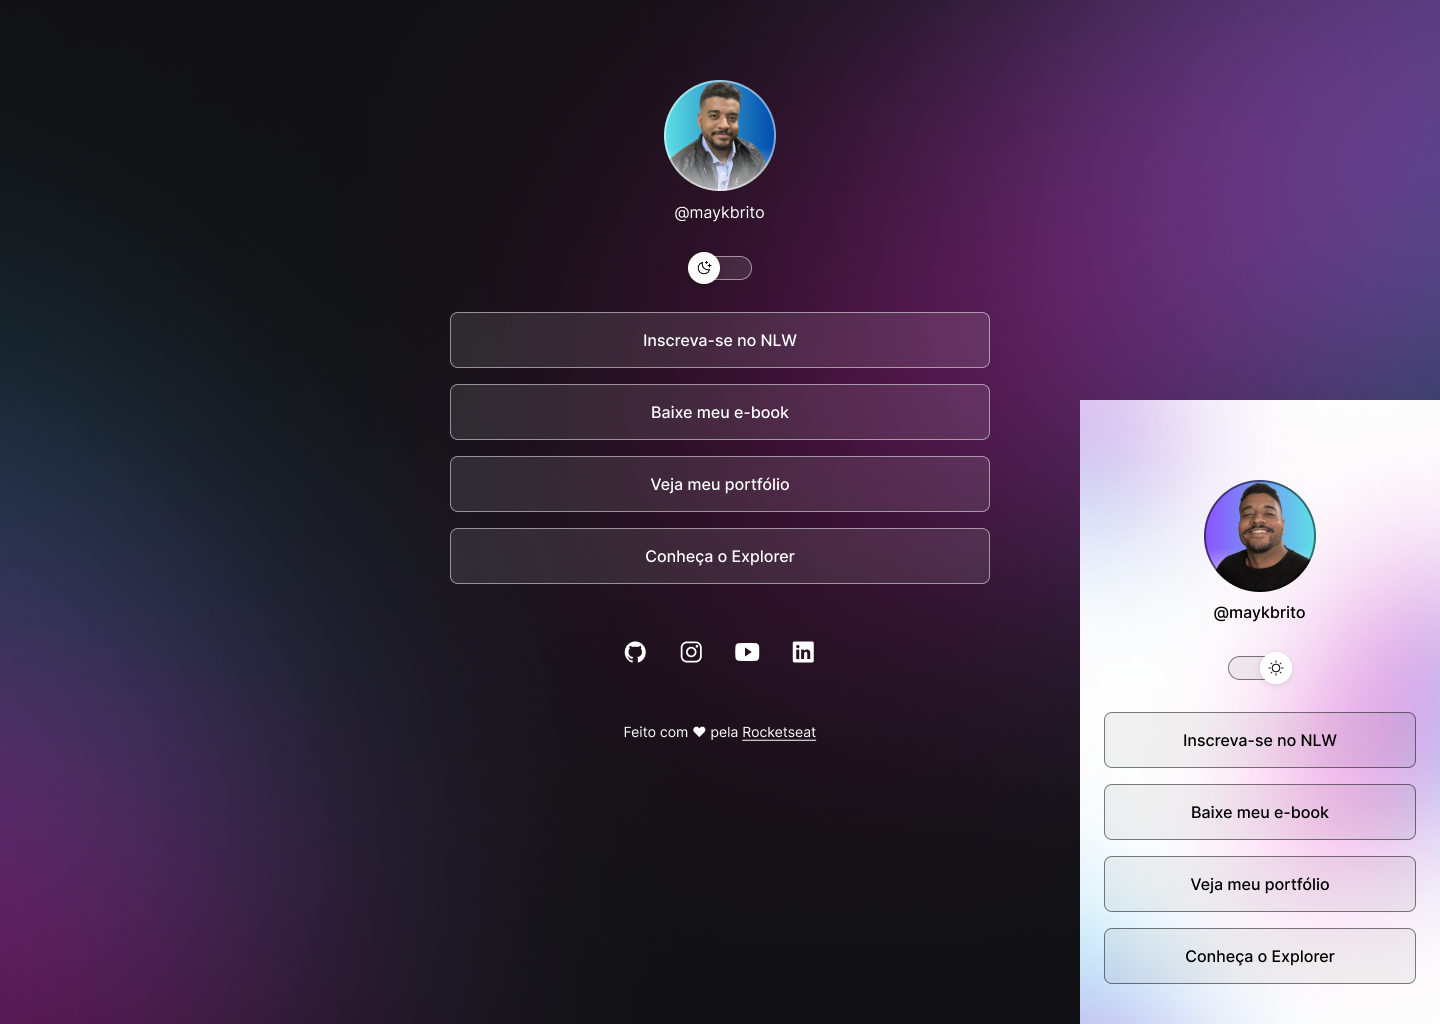 @maykbrito
Inscreva-se no NLW
Baixe meu e-book
Veja meu portfólio
Conheça o Explorer
Feito com ♥ pela Rocketseat
@maykbrito
Inscreva-se no NLW
Baixe meu e-book
Veja meu portfólio
Conheça o Explorer